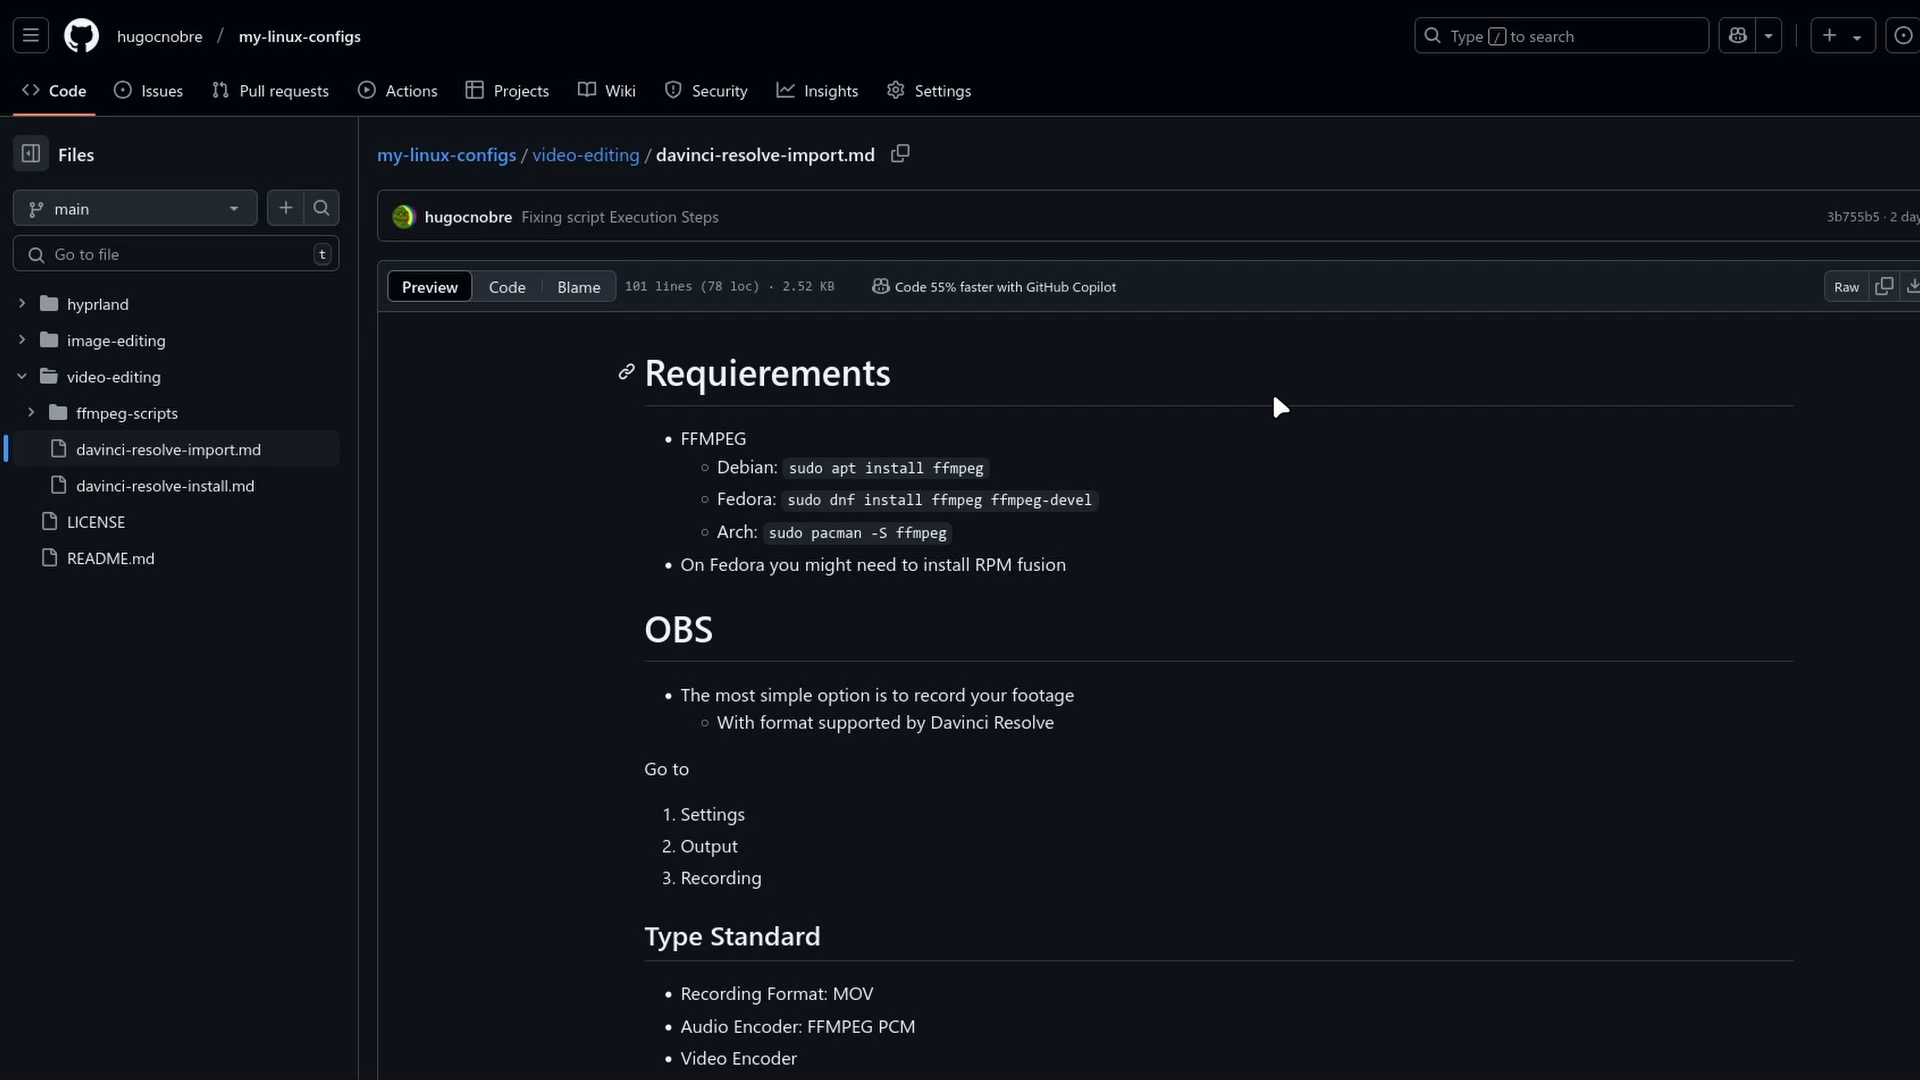 hugocnobre / my-linux-configs
Type / to search
Code Issues Pull requests Actions Projects Wiki Security Insights Settings
Files
main
Go to file t
hyprland
image-editing
video-editing
ffmpeg-scripts
davinci-resolve-import.md
davinci-resolve-install.md
LICENSE
README.md
my-linux-configs / video-editing / davinci-resolve-import.md
hugocnobre Fixing script Execution Steps
3b755b5 · 2 day
Preview Code Blame 101 lines (78 loc) · 2.52 KB Code 55% faster with GitHub Copilot
Raw
Requierements
• FFMPEG
○ Debian: sudo apt install ffmpeg
○ Fedora: sudo dnf install ffmpeg ffmpeg-devel
○ Arch: sudo pacman -S ffmpeg
• On Fedora you might need to install RPM fusion
OBS
• The most simple option is to record your footage
○ With format supported by Davinci Resolve
Go to
1. Settings
2. Output
3. Recording
Type Standard
• Recording Format: MOV
• Audio Encoder: FFMPEG PCM
• Video Encoder